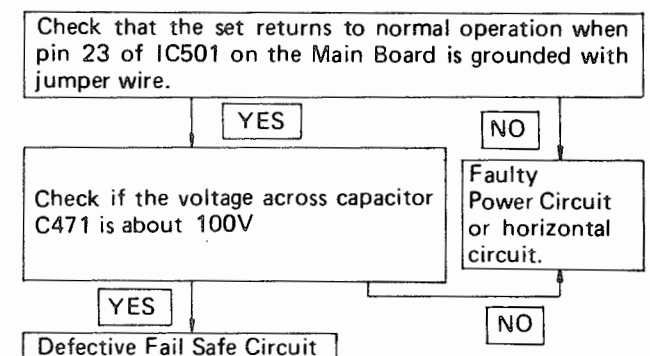 Check that the set returns to normal operation when
pin 23 of IC501 on the Main Board is grounded with
jumper wire.
YES
NO
Check if the voltage across capacitor
C471 is about 100V
Faulty
Power Circuit
or horizontal
circuit.
YES
NO
Defective Fail Safe Circuit